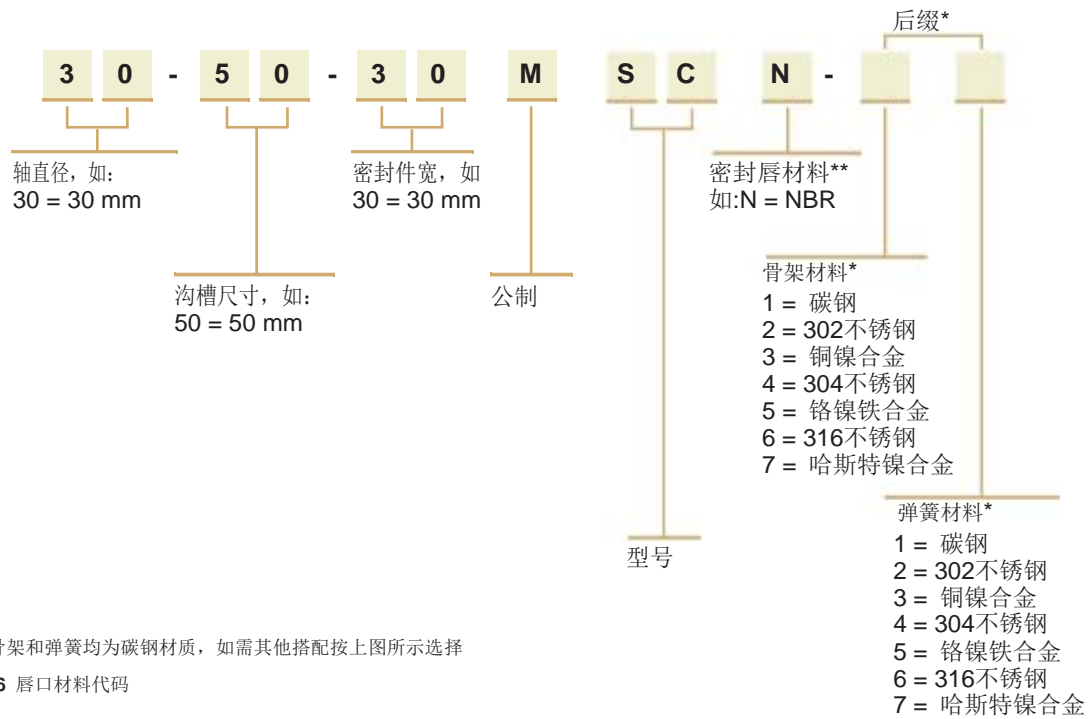 后缀*
3 0 - 5 0 - 3 0 M S C N -
轴直径，如:
30 = 30 mm
密封件宽，如
30 = 30 mm
密封唇材料**
如:N = NBR
沟槽尺寸，如:
50 = 50 mm
公制
骨架材料*
1 = 碳钢
2 = 302不锈钢
3 = 铜镍合金
4 = 304不锈钢
5 = 铬镍铁合金
6 = 316不锈钢
7 = 哈斯特镍合金
型号
弹簧材料*
1 = 碳钢
2 = 302不锈钢
3 = 铜镍合金
4 = 304不锈钢
5 = 铬镍铁合金
6 = 316不锈钢
7 = 哈斯特镍合金
骨架和弹簧均为碳钢材质，如需其他搭配按上图所示选择
6 唇口材料代码